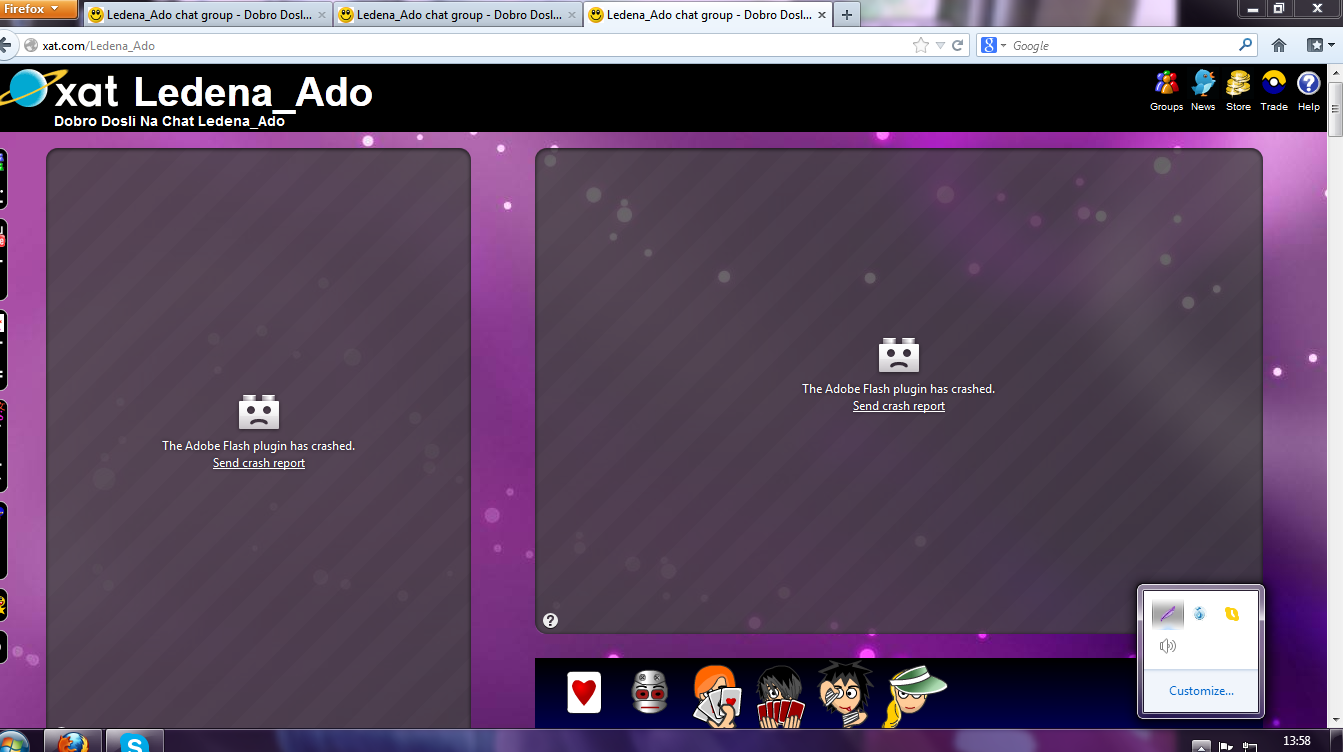 Firefox
Ledena_Ado chat group - Dobro Dosl...
Ledena_Ado chat group - Dobro Dosl...
Ledena_Ado chat group - Dobro Dosl...
xat.com/Ledena_Ado
Google
xat Ledena_Ado
Dobro Dosli Na Chat Ledena_Ado
Groups
News
Store
Trade
Help
The Adobe Flash plugin has crashed.
Send crash report
The Adobe Flash plugin has crashed.
Send crash report
Customize...
13:58